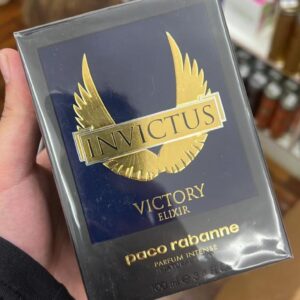 INVICTUS
VICTORY
ELIXIR
paco rabanne
PARFUM INTENSE